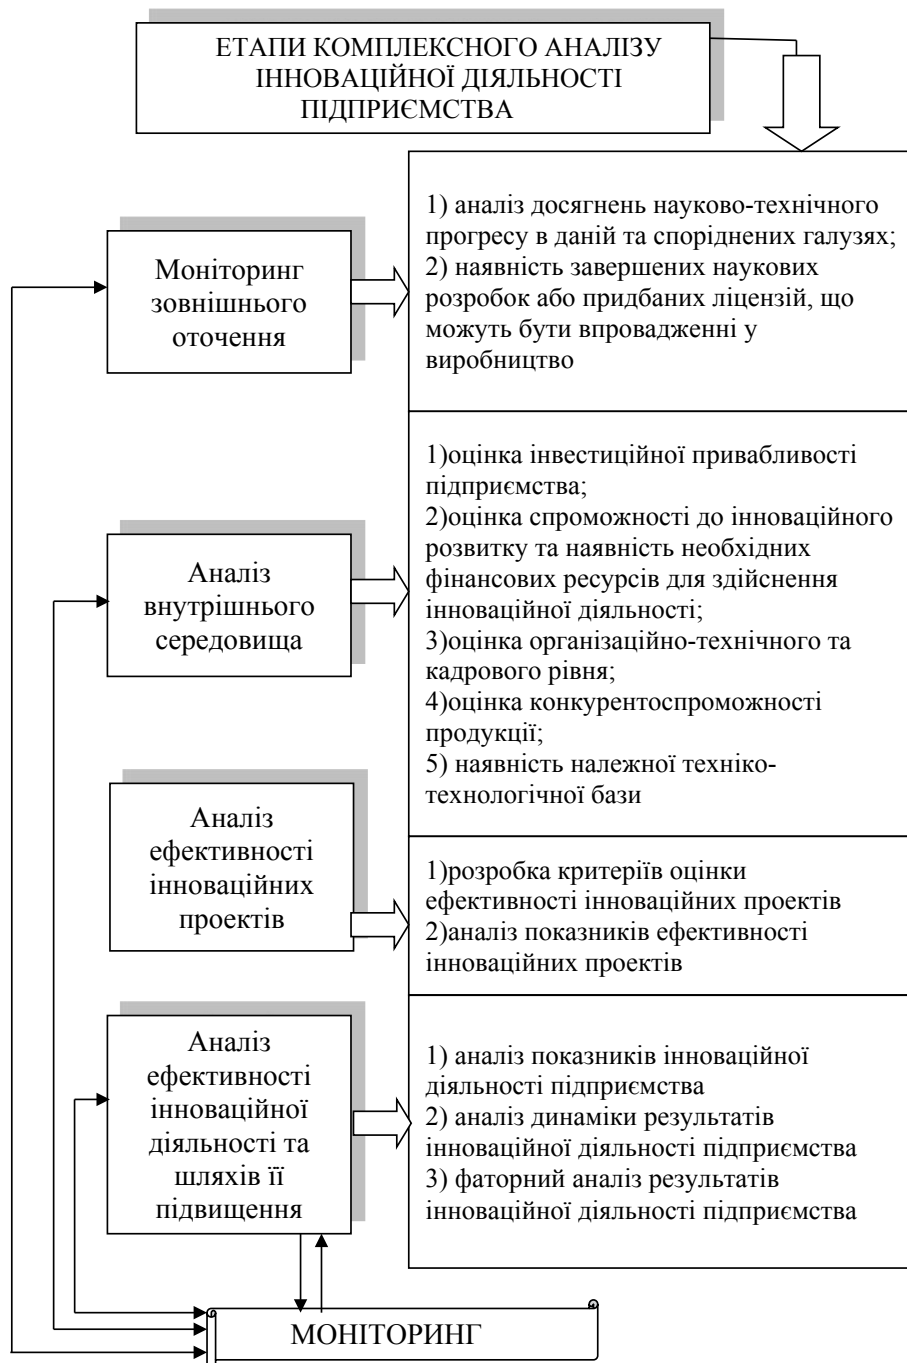 ЕТАПИ КОМПЛЕКСНОГО АНАЛІЗУ
ІННОВАЦІЙНОЇ ДІЯЛЬНОСТІ
ПІДПРИЄМСТВА
Моніторинг
зовнішнього
оточення
1) аналіз досягнень науково-технічного
прогресу в даній та споріднених галузях;
2) наявність завершених наукових
розробок або придбаних ліцензій, що
можуть бути впровадженні у
виробництво
Аналіз
внутрішнього
середовища
1)оцінка інвестиційної привабливості
підприємства;
2)оцінка спроможності до інноваційного
розвитку та наявність необхідних
фінансових ресурсів для здійснення
інноваційної діяльності;
3)оцінка організаційно-технічного та
кадрового рівня;
4)оцінка конкурентоспроможності
продукції;
5) наявність належної техніко-
технологічної бази
Аналіз
ефективності
інноваційних
проектів
1)розробка критеріїв оцінки
ефективності інноваційних проектів
2)аналіз показників ефективності
інноваційних проектів
Аналіз
ефективності
інноваційної
діяльності та
шляхів її
підвищення
1) аналіз показників інноваційної
діяльності підприємства
2) аналіз динаміки результатів
інноваційної діяльності підприємства
3) фаторний аналіз результатів
інноваційної діяльності підприємства
МОНІТОРИНГ